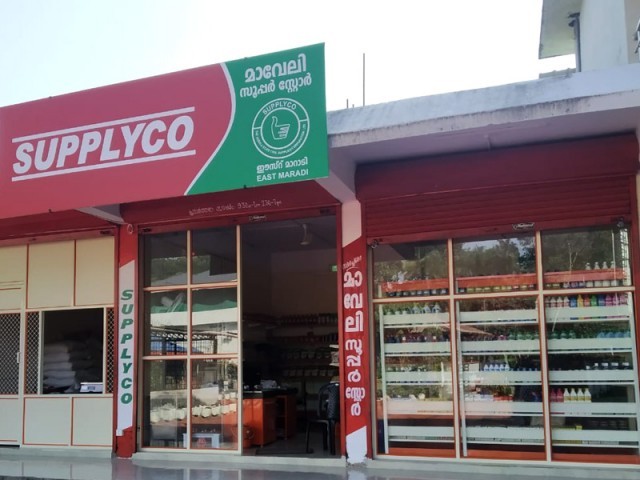 SUPPLYCO
മാവേലി
സൂപ്പർ സ്റ്റോർ
SUPPLYCO
ഈസ്റ്റ് മാറാടി
EAST MARADI
SUPPLYCO
മാവേലി സൂപ്പർ സ്റ്റോർ